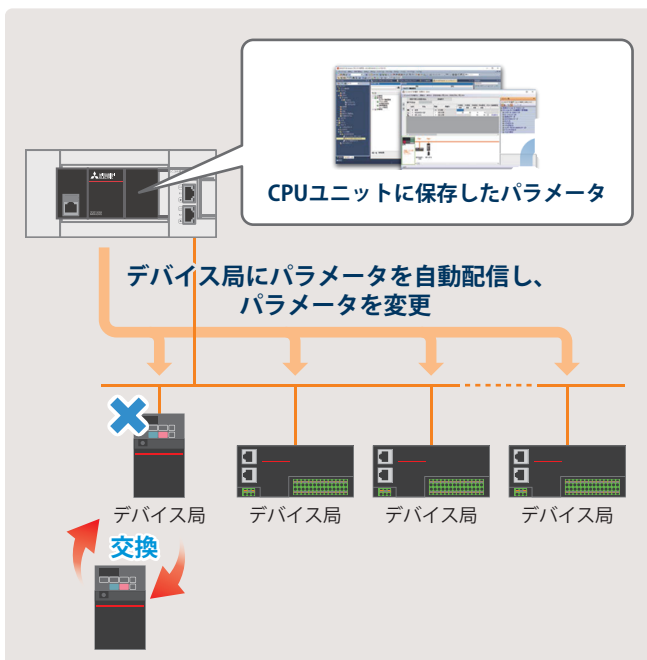 CPUユニットに保存したパラメータ
デバイス局にパラメータを自動配信し、
パラメータを変更
デバイス局
デバイス局
デバイス局
デバイス局
交換